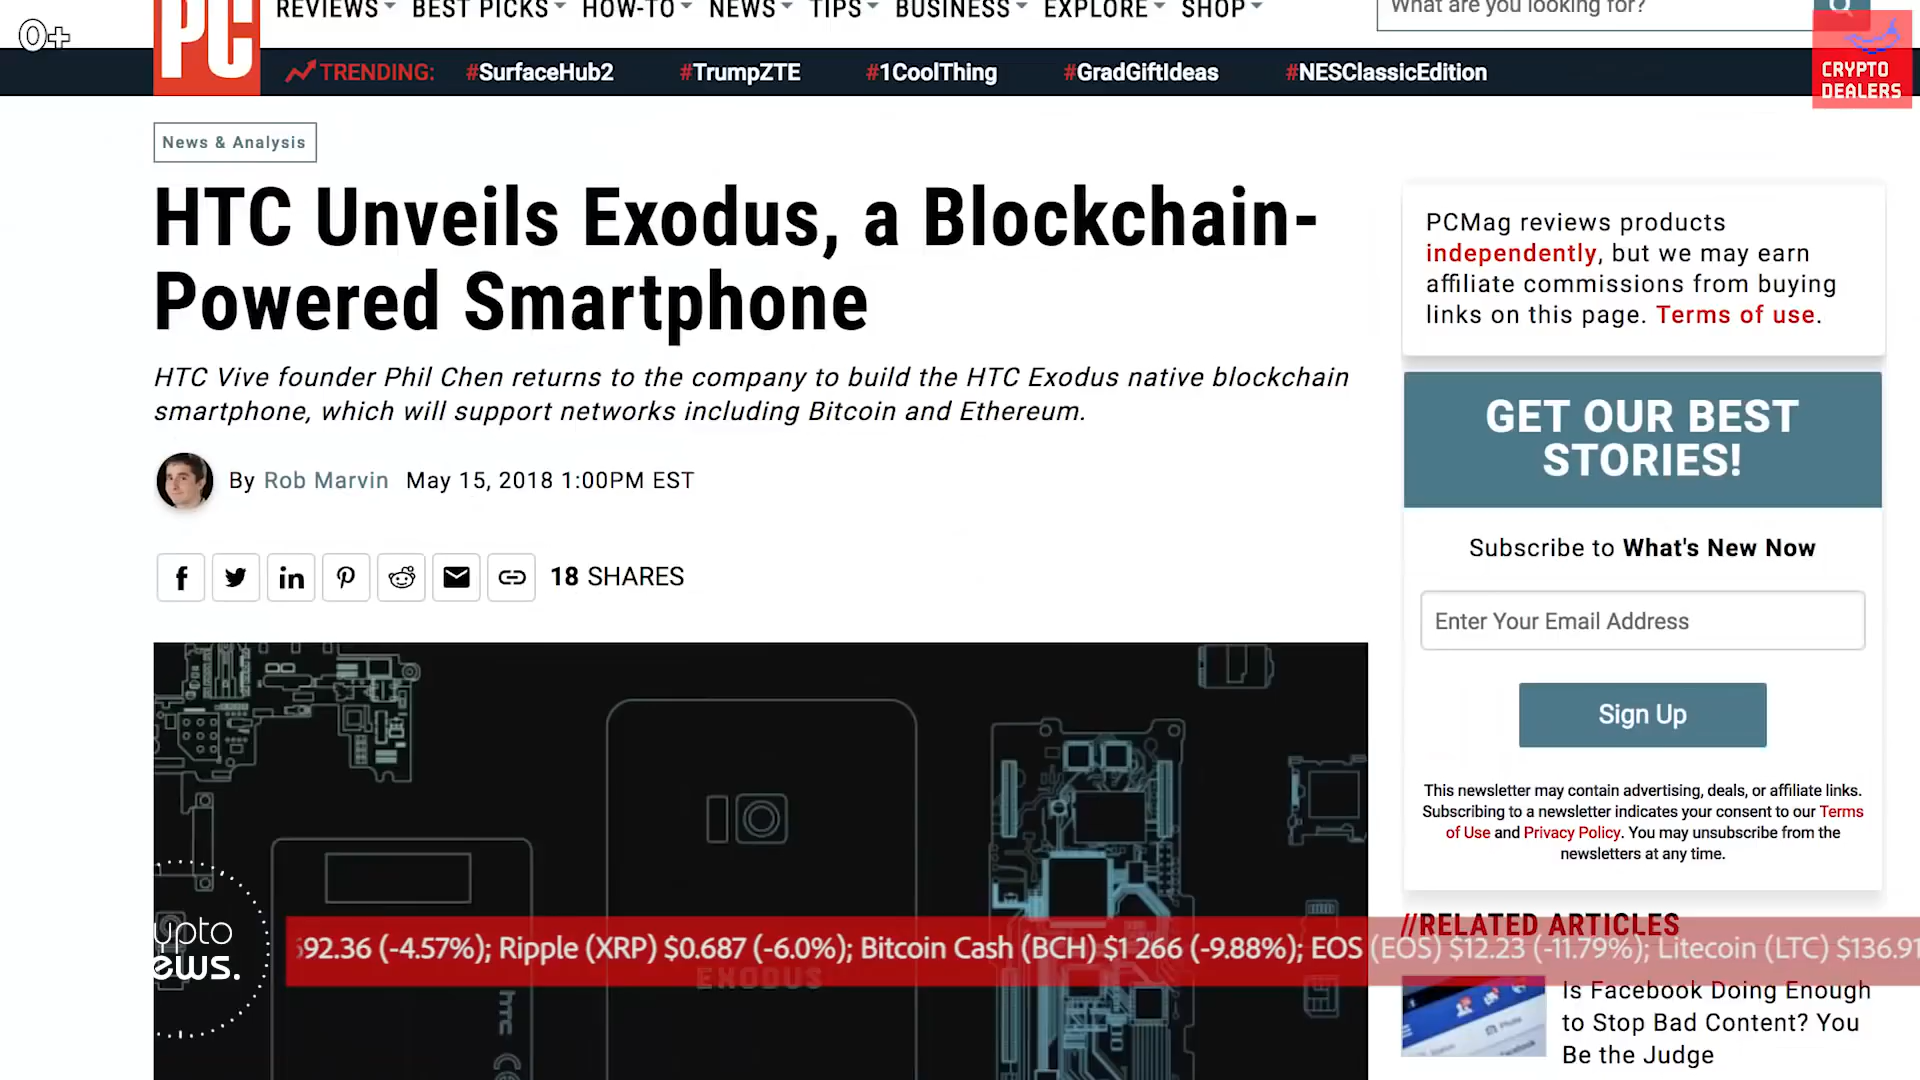 0+
PC
REVIEWS
BEST PICKS
HOW-TO
NEWS
TIPS
BUSINESS
EXPLORE
SHOP
What are you looking for?
CRYPTO
DEALERS
TRENDING:
#SurfaceHub2
#TrumpZTE
#1CoolThing
#GradGiftIdeas
#NESClassicEdition
News & Analysis
HTC Unveils Exodus, a Blockchain-
Powered Smartphone
HTC Vive founder Phil Chen returns to the company to build the HTC Exodus native blockchain
smartphone, which will support networks including Bitcoin and Ethereum.
By Rob Marvin May 15, 2018 1:00PM EST
18 SHARES
PCMag reviews products
independently, but we may earn
affiliate commissions from buying
links on this page. Terms of use.
GET OUR BEST
STORIES!
Subscribe to What's New Now
Enter Your Email Address
Sign Up
This newsletter may contain advertising, deals, or affiliate links.
Subscribing to a newsletter indicates your consent to our Terms
of Use and Privacy Policy. You may unsubscribe from the
newsletters at any time.
//RELATED ARTICLES
Is Facebook Doing Enough
to Stop Bad Content? You
Be the Judge
EXODUS
htc
ypto
ews.
92.36 (-4.57%); Ripple (XRP) $0.687 (-6.0%); Bitcoin Cash (BCH) $1 266 (-9.88%); EOS (EOS) $12.23 (-11.79%); Litecoin (LTC) $136.91